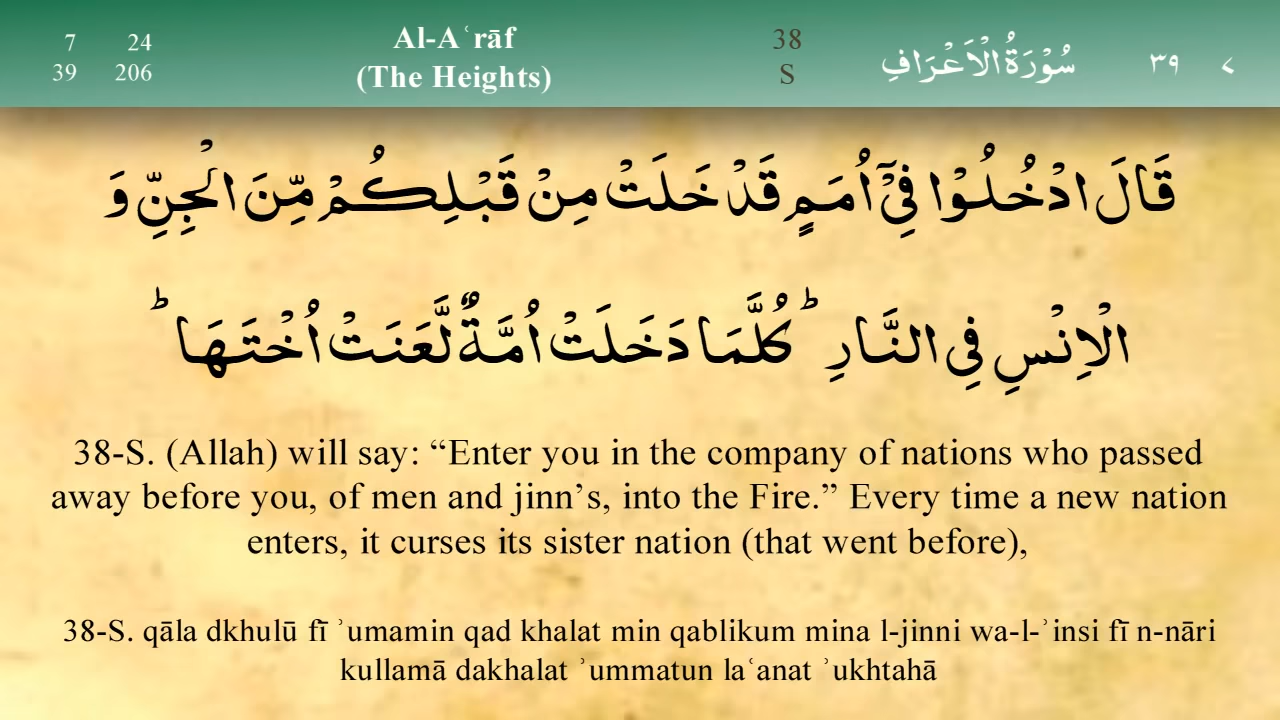 7 24
39 206
Al-Aʿrāf
(The Heights)
38
S
سُوْرَةُ الْاَعْرَافِ
٣٩
٧
قَالَ ادْخُلُوْا فِیْۤ اُمَمٍ قَدْ خَلَتْ مِنْ قَبْلِكُمْ مِّنَ الْجِنِّ وَ
الْاِنْسِ فِی النَّارِ ؕ كُلَّمَا دَخَلَتْ اُمَّةٌ لَّعَنَتْ اُخْتَهَا ؕ
38-S. (Allah) will say: “Enter you in the company of nations who passed
away before you, of men and jinn’s, into the Fire.” Every time a new nation
enters, it curses its sister nation (that went before),
38-S. qāla dkhulū fī ʾumamin qad khalat min qablikum mina l-jinni wa-l-ʾinsi fī n-nāri
kullamā dakhalat ʾummatun laʿanat ʾukhtahā